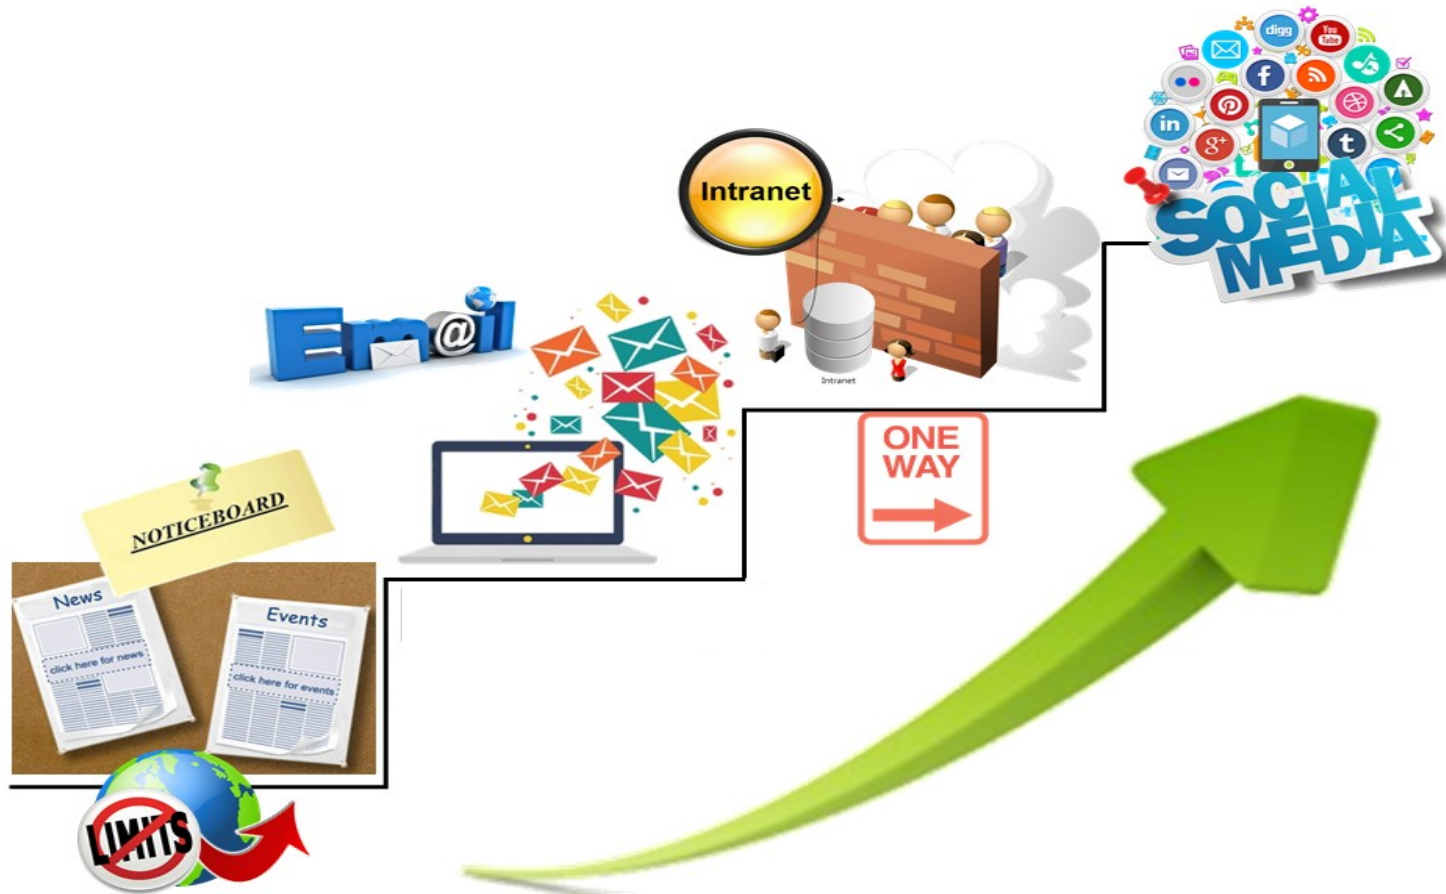 digg
You
Tube
f
in
g+
t
SOCIAL
MEDIA
Intranet
Intranet
Em@il
ONE
WAY
NOTICEBOARD
News
click here for news
Events
click here for events
LIMITS